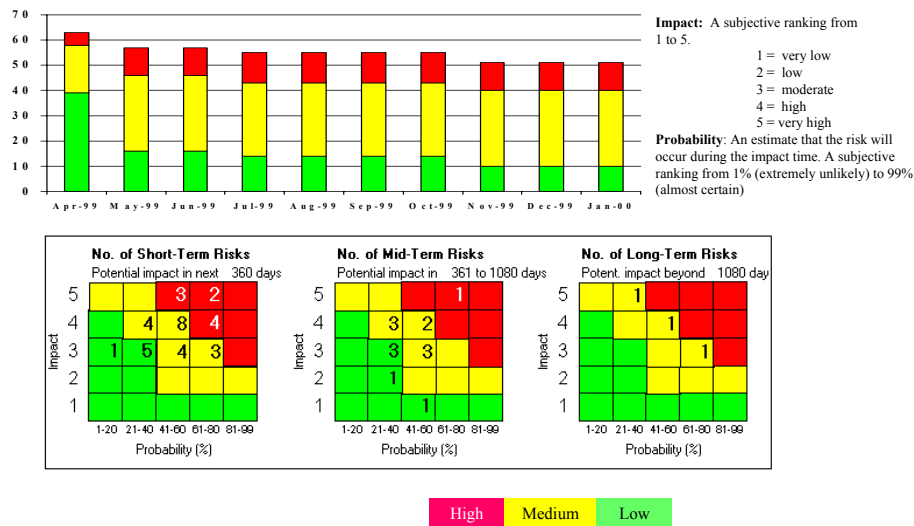 70
60
50
40
30
20
10
0
Apr-99 May-99 Jun-99 Jul-99 Aug-99 Sep-99 Oct-99 Nov-99 Dec-99 Jan-00
Impact: A subjective ranking from
1 to 5.
1 = very low
2 = low
3 = moderate
4 = high
5 = very high
Probability: An estimate that the risk will
occur during the impact time. A subjective
ranking from 1% (extremely unlikely) to 99%
(almost certain)
No. of Short-Term Risks
Potential impact in next 360 days
5 3 2
4 4 8 4
3 1 5 4 3
2
1
Impact
1-20 21-40 41-60 61-80 81-99
Probability (%)
No. of Mid-Term Risks
Potential impact in 361 to 1080 days
5 1
4 3 2
3 3 3
2 1
1 1
Impact
1-20 21-40 41-60 61-80 81-99
Probability (%)
No. of Long-Term Risks
Potent. impact beyond 1080 day
5 1
4 1
3 1
2
1
Impact
1-20 21-40 41-60 61-80 81-99
Probability (%)
High Medium Low